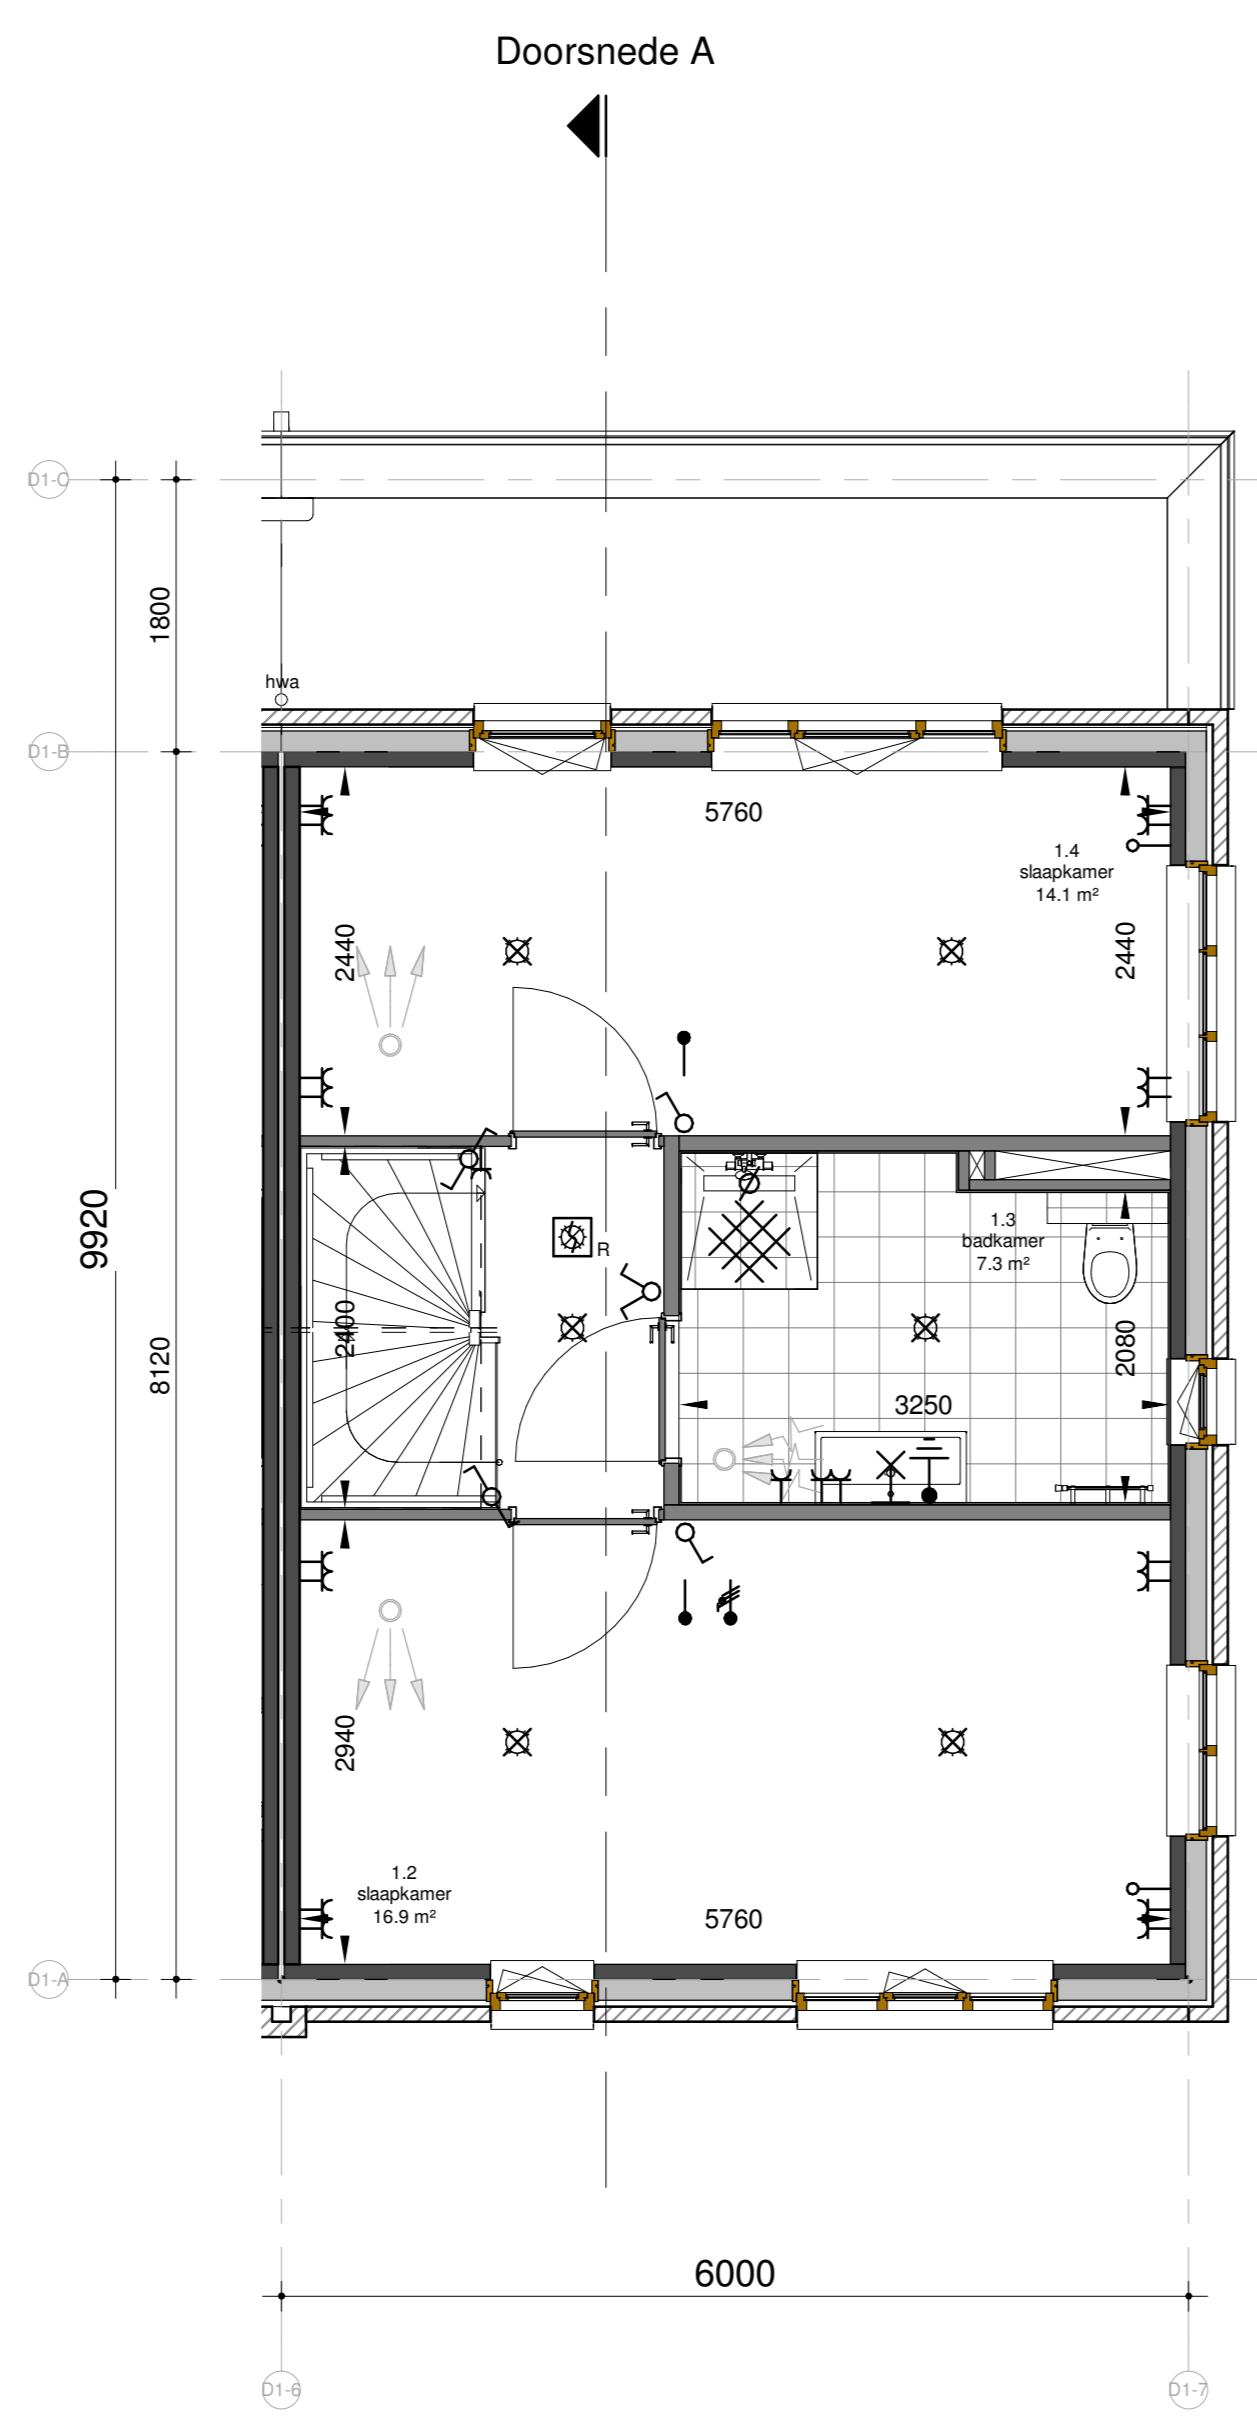 Doorsnede A
D1-C
1800
hwa
D1-B
5760
1.4
slaapkamer
14.1 m²
2440
2440
9920
8120
R
1.3
badkamer
7.3 m²
2400
2080
3250
2940
1.2
slaapkamer
16.9 m²
5760
D1-A
6000
D1-6
D1-7